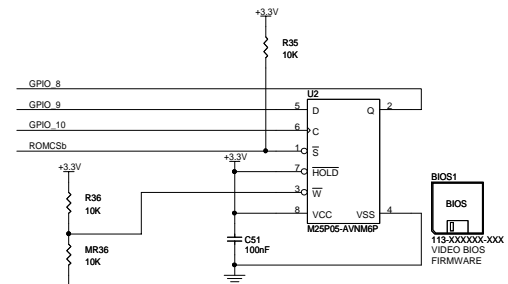 +3.3V
R35
10K
GPIO_8
U2
GPIO_9
5
D
Q
2
GPIO_10
6
C
ROMCSb
1
S
+3.3V
+3.3V
7
HOLD
BIOS1
3
W
R36
10K
BIOS
8
VCC
VSS
4
M25P05-AVNM6P
MR36
10K
C51
100nF
113-XXXXXX-XXX
VIDEO BIOS
FIRMWARE